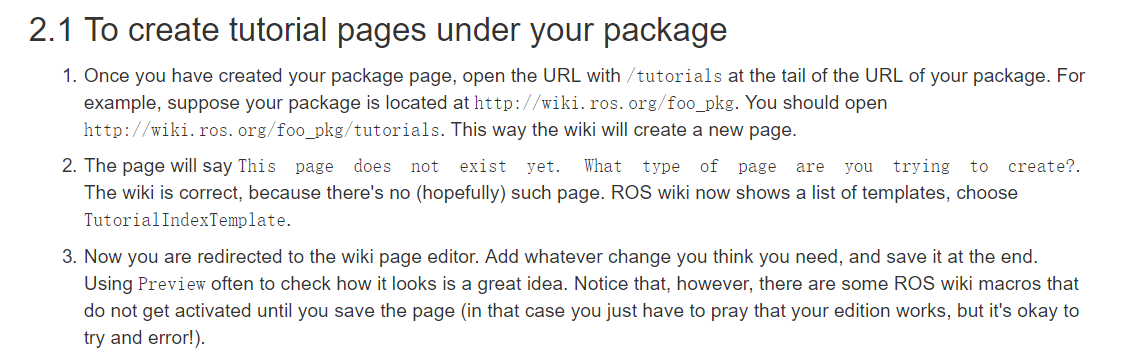 2.1 To create tutorial pages under your package
1. Once you have created your package page, open the URL with /tutorials at the tail of the URL of your package. For
example, suppose your package is located at http://wiki.ros.org/foo_pkg. You should open
http://wiki.ros.org/foo_pkg/tutorials. This way the wiki will create a new page.
2. The page will say This page does not exist yet. What type of page are you trying to create?.
The wiki is correct, because there's no (hopefully) such page. ROS wiki now shows a list of templates, choose
TutorialIndexTemplate.
3. Now you are redirected to the wiki page editor. Add whatever change you think you need, and save it at the end.
Using Preview often to check how it looks is a great idea. Notice that, however, there are some ROS wiki macros that
do not get activated until you save the page (in that case you just have to pray that your edition works, but it's okay to
try and error!).